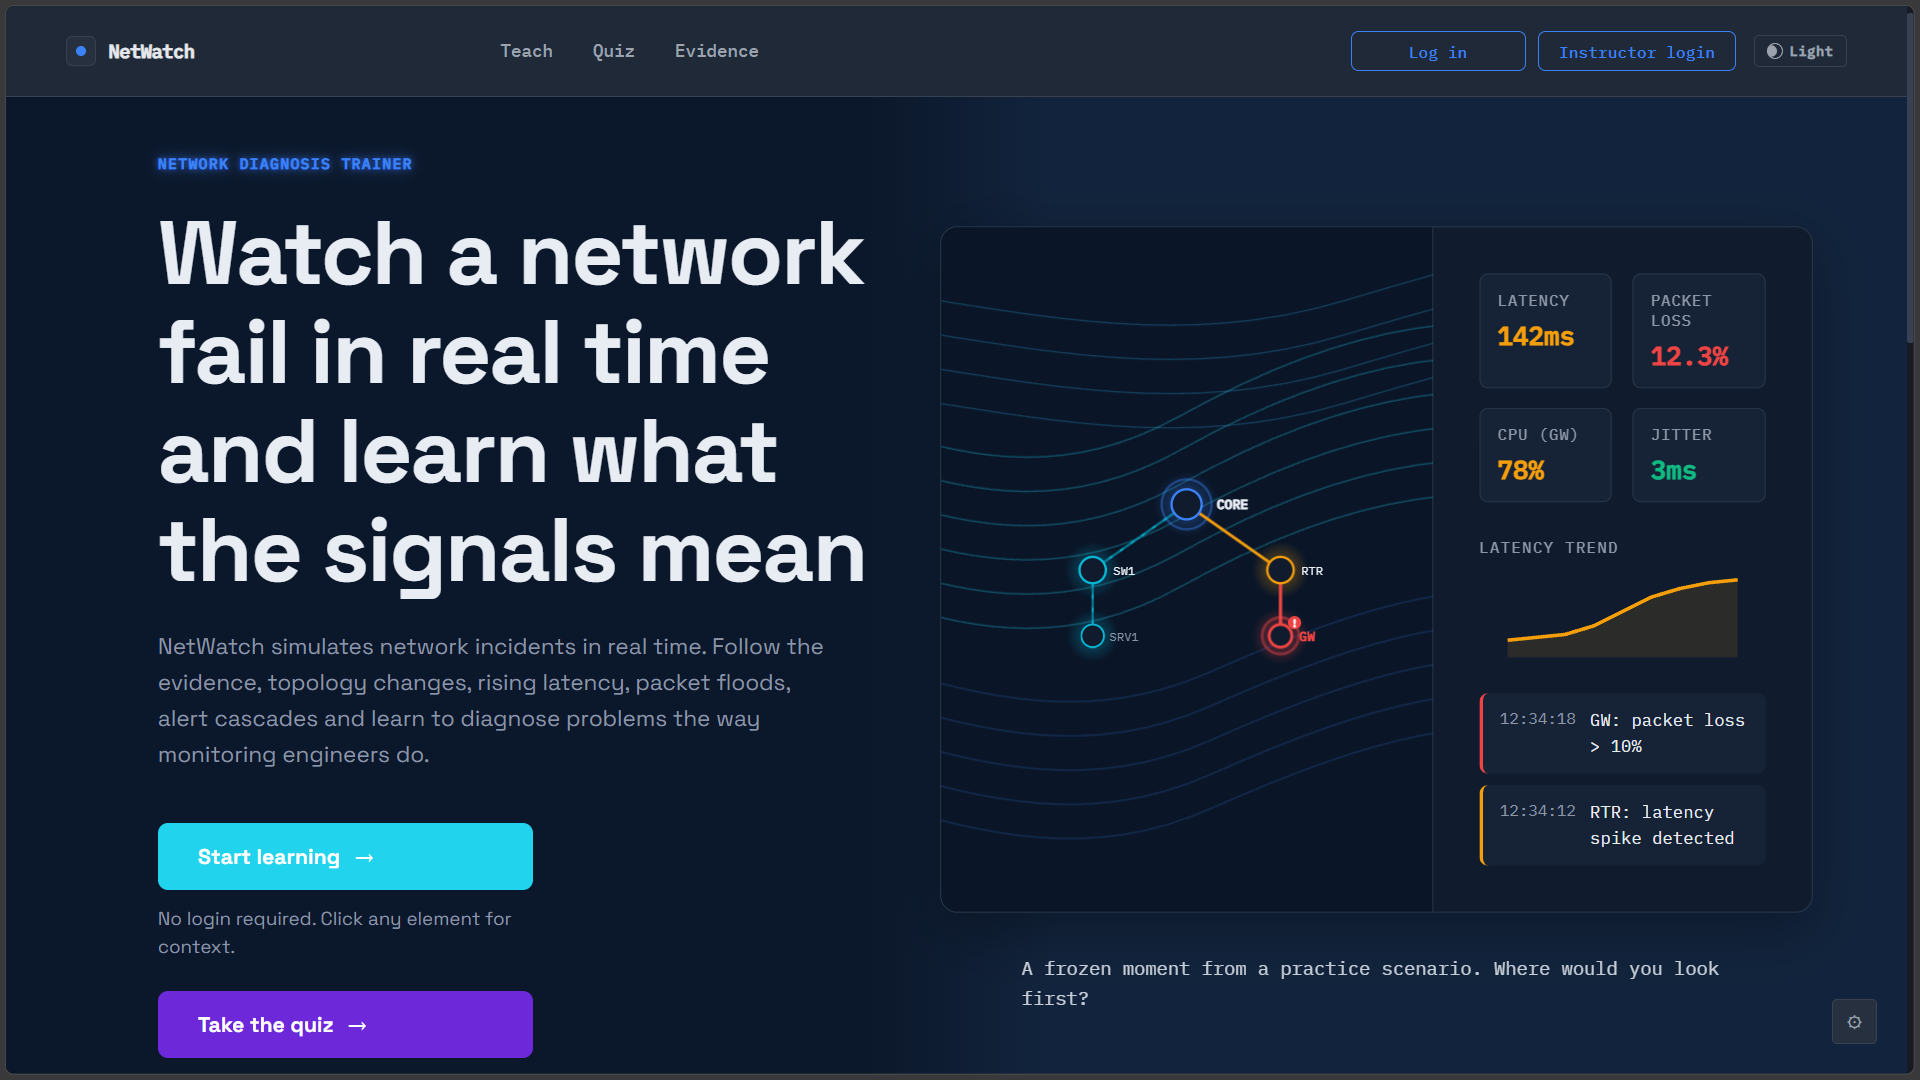 NetWatch
Teach
Quiz
Evidence
Log in
Instructor login
Light
NETWORK DIAGNOSIS TRAINER
Watch a network
fail in real time
and learn what
the signals mean
NetWatch simulates network incidents in real time. Follow the
evidence, topology changes, rising latency, packet floods,
alert cascades and learn to diagnose problems the way
monitoring engineers do.
Start learning →
No login required. Click any element for
context.
Take the quiz →
CORE
SW1
RTR
SRV1
!
GW
LATENCY
142ms
PACKET
LOSS
12.3%
CPU (GW)
78%
JITTER
3ms
LATENCY TREND
12:34:18 GW: packet loss
> 10%
12:34:12 RTR: latency
spike detected
A frozen moment from a practice scenario. Where would you look
first?